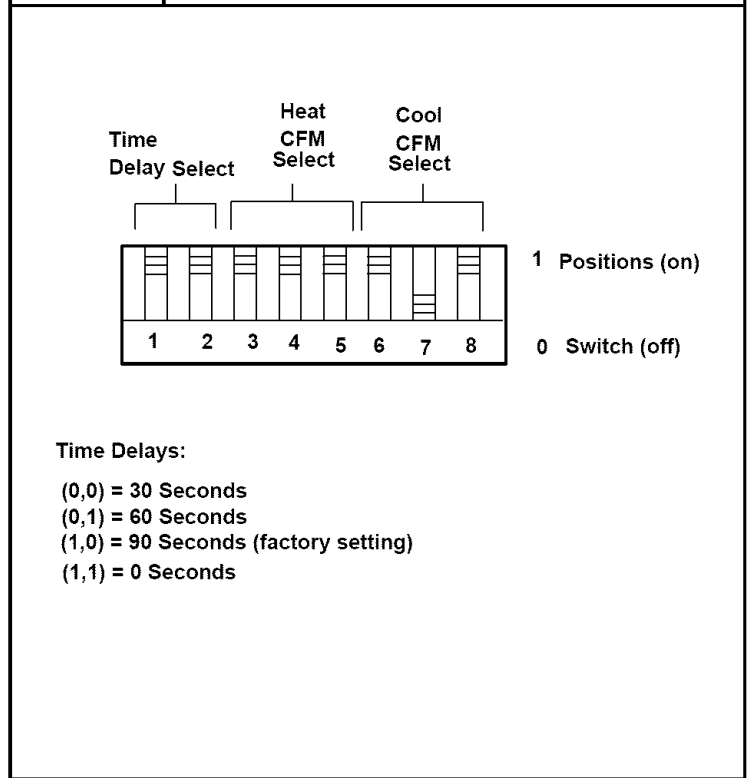 Time
Delay Select
Heat
CFM
Select
Cool
CFM
Select
1 Positions (on)
1 2 3 4 5 6 7 8
0 Switch (off)
Time Delays:
(0,0) = 30 Seconds
(0,1) = 60 Seconds
(1,0) = 90 Seconds (factory setting)
(1,1) = 0 Seconds